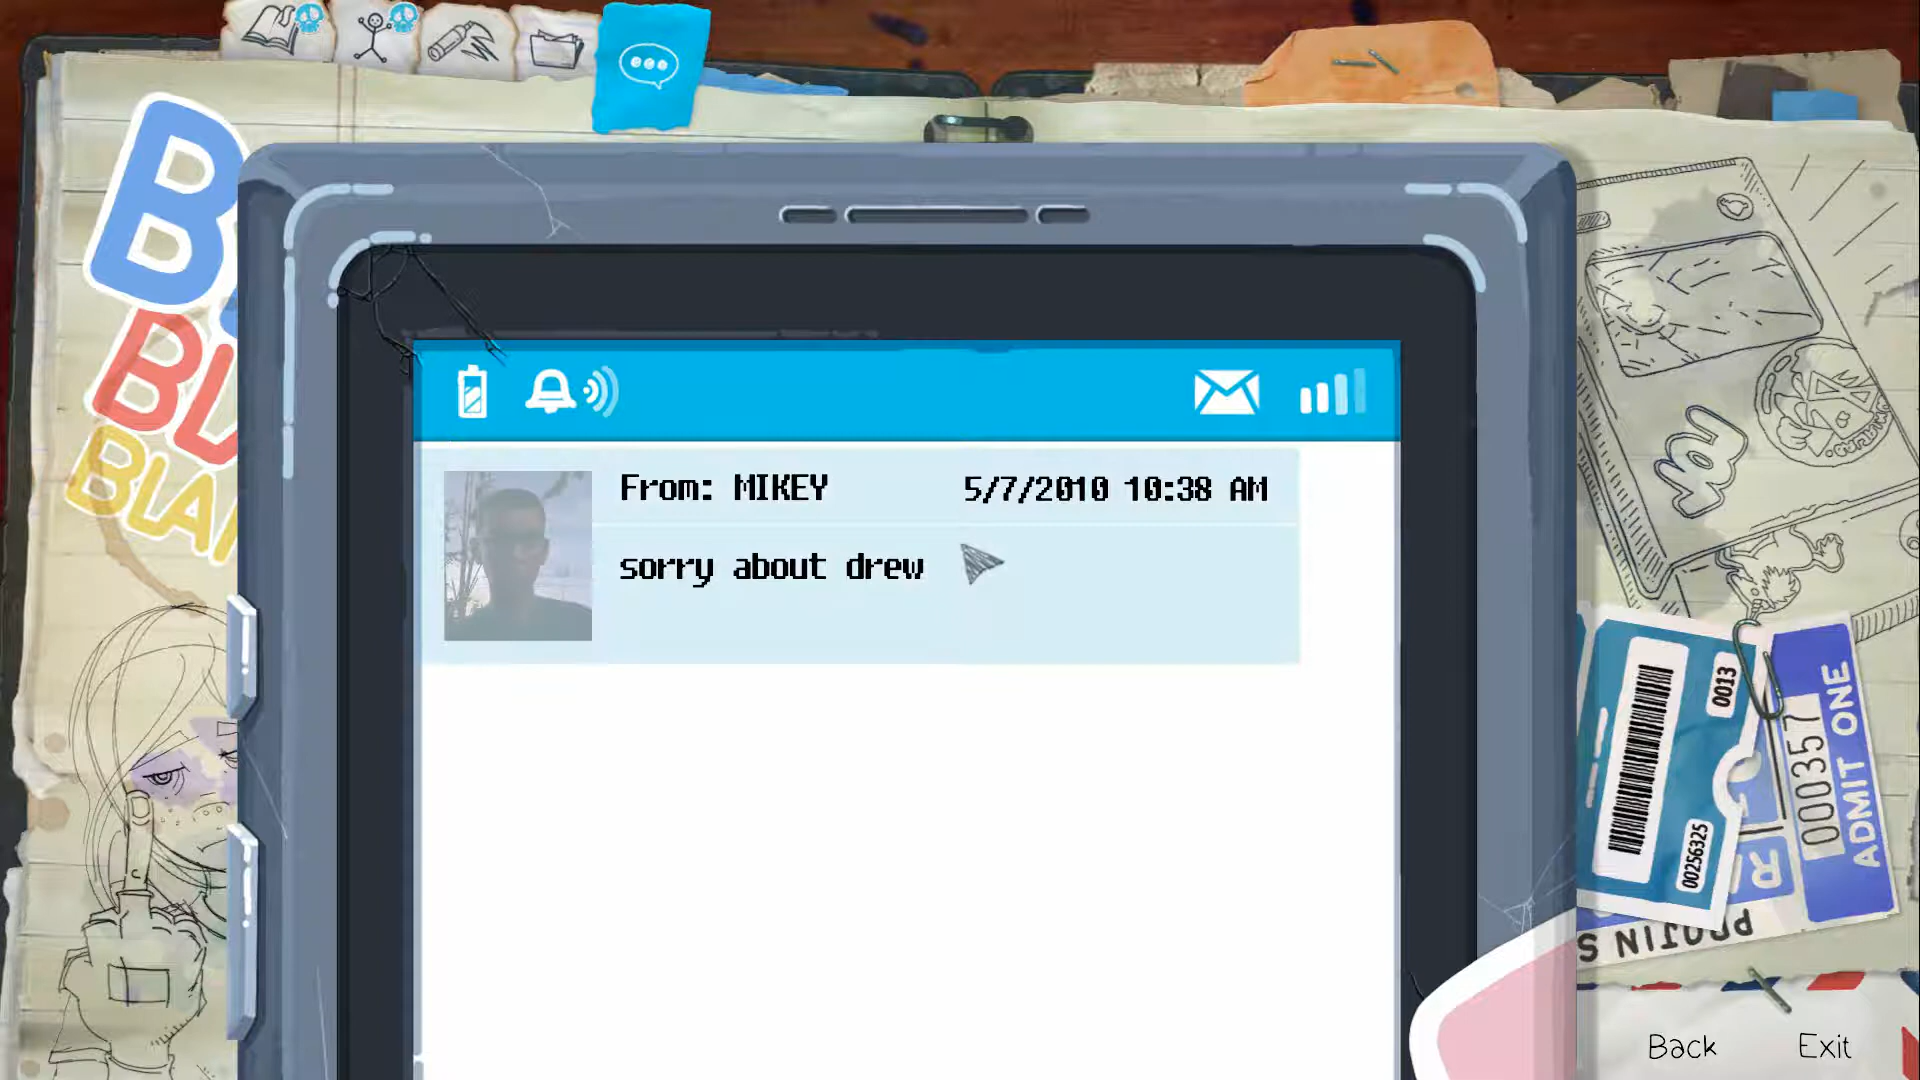 From: MIKEY
5/7/2010 10:38 AM
sorry about drew
0013
00256325
000357
ADMIT ONE
Back
Exit